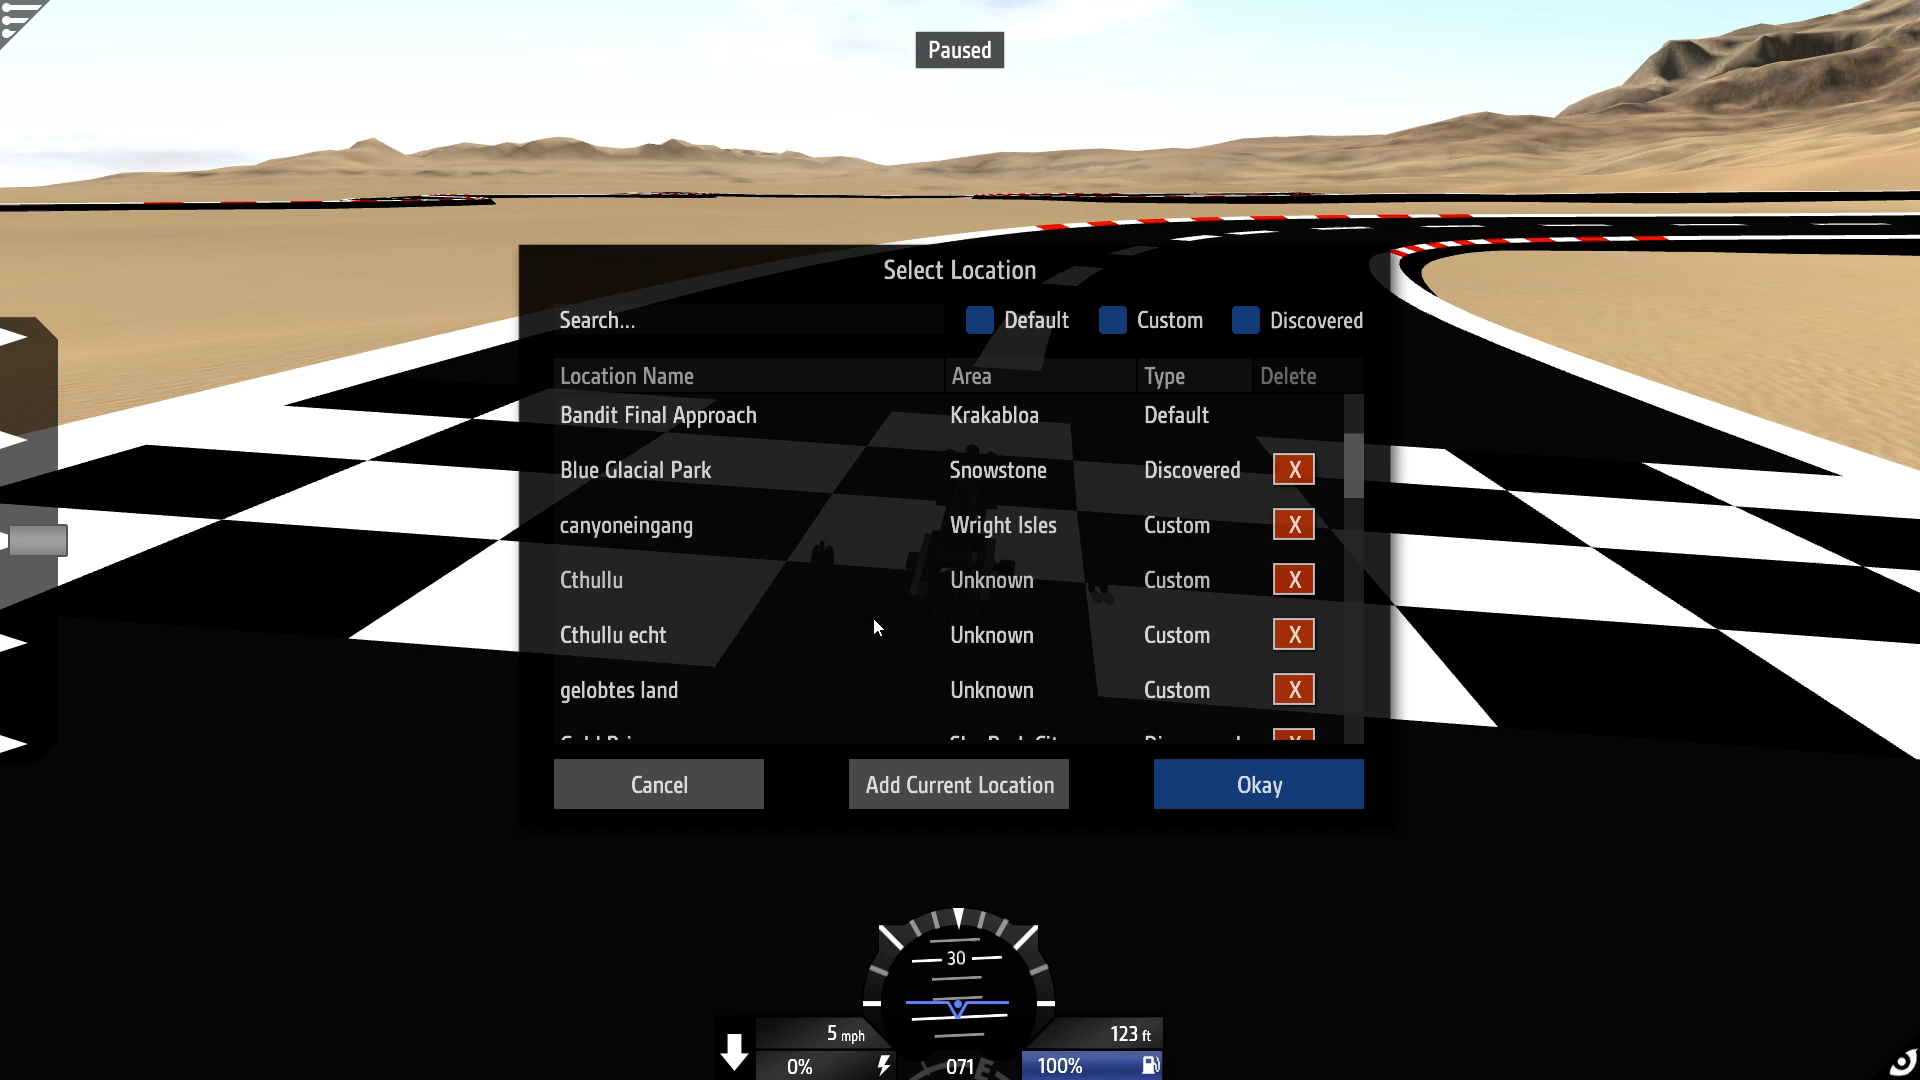 Paused
Select Location
Search... Default Custom Discovered
Location Name Area Type Delete
Bandit Final Approach Krakabloa Default
Blue Glacial Park Snowstone Discovered X
canyoneingang Wright Isles Custom X
Cthullu Unknown Custom X
Cthullu echt Unknown Custom X
gelobtes land Unknown Custom X
Cancel Add Current Location Okay
30
5 mph 123 ft
0% 071 E 100%